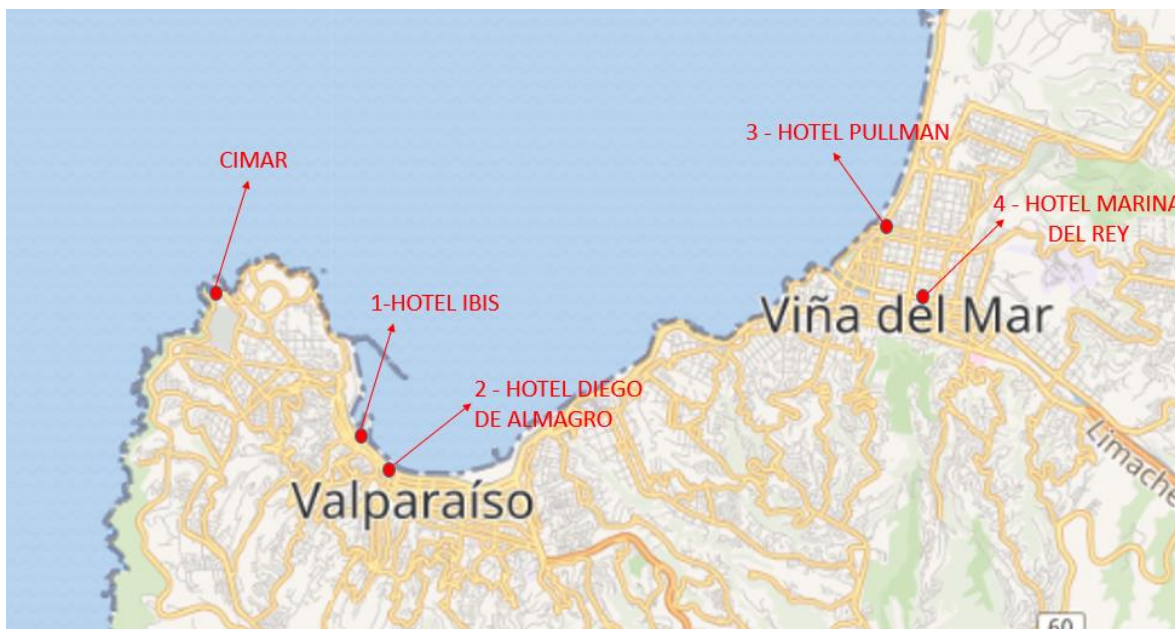 3 - HOTEL PULLMAN
CIMAR
4 - HOTEL MARINA
DEL REY
1-HOTEL IBIS
Viña del Mar
2 - HOTEL DIEGO
DE ALMAGRO
Valparaíso
Limach
60